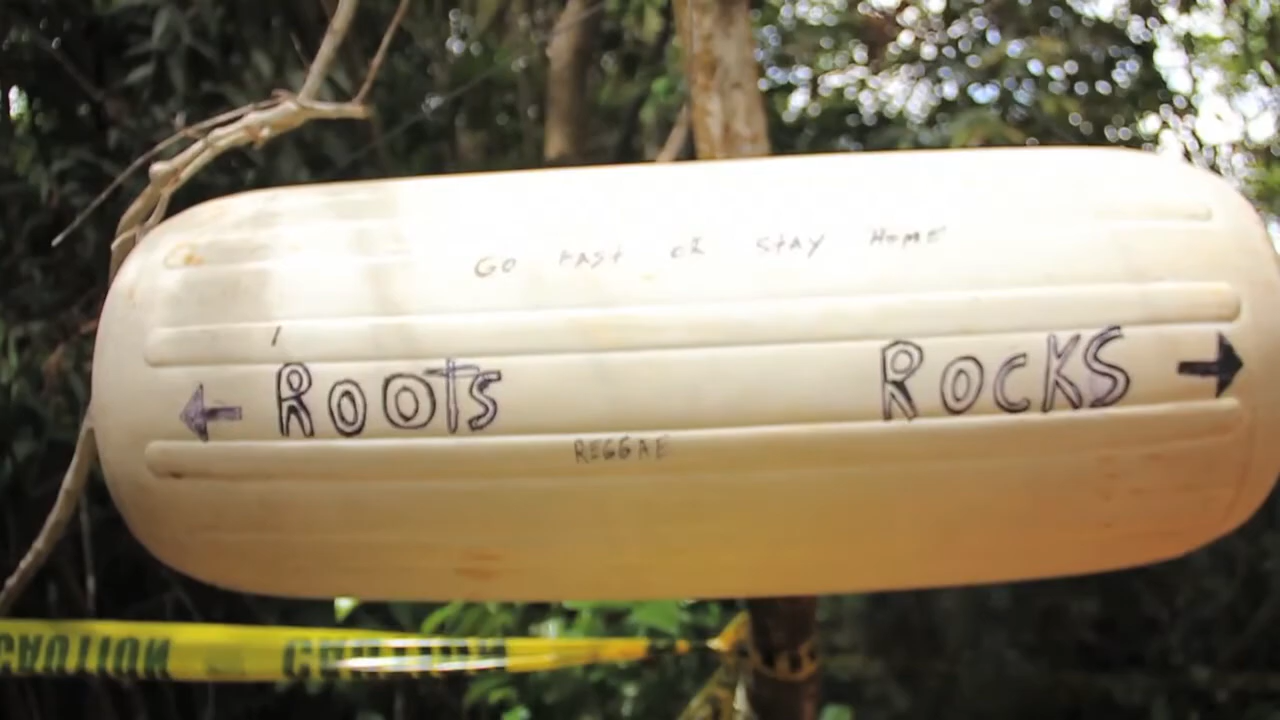 GO FAST OR STAY HOME
← ROOTS ROCKS →
REGGAE
CAUTION CAUTION